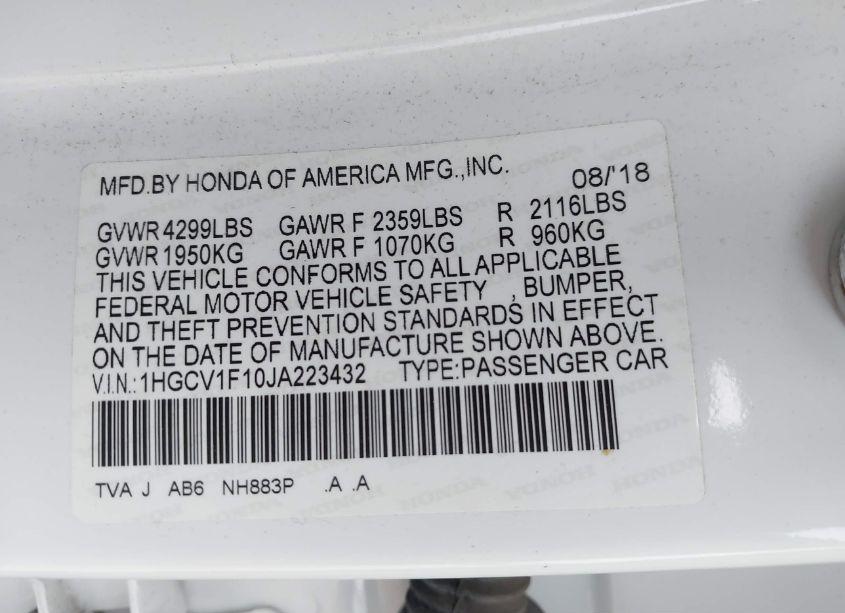 MFD.BY HONDA OF AMERICA MFG.,INC. 08/'18
GVWR 4299LBS GAWR F 2359LBS R 2116LBS
GVWR 1950KG GAWR F 1070KG R 960KG
THIS VEHICLE CONFORMS TO ALL APPLICABLE
FEDERAL MOTOR VEHICLE SAFETY , BUMPER,
AND THEFT PREVENTION STANDARDS IN EFFECT
ON THE DATE OF MANUFACTURE SHOWN ABOVE.
V.I.N.:1HGCV1F10JA223432 TYPE:PASSENGER CAR
TVA J AB6 NH883P .A .A